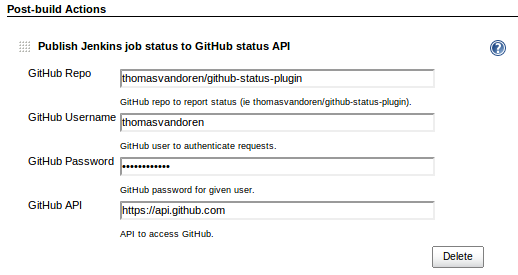 Post-build Actions
Publish Jenkins job status to GitHub status API
?
GitHub Repo
thomasvandoren/github-status-plugin
GitHub repo to report status (ie thomasvandoren/github-status-plugin).
GitHub Username
thomasvandoren
GitHub user to authenticate requests.
GitHub Password
••••••••••••
GitHub password for given user.
GitHub API
https://api.github.com
API to access GitHub.
Delete